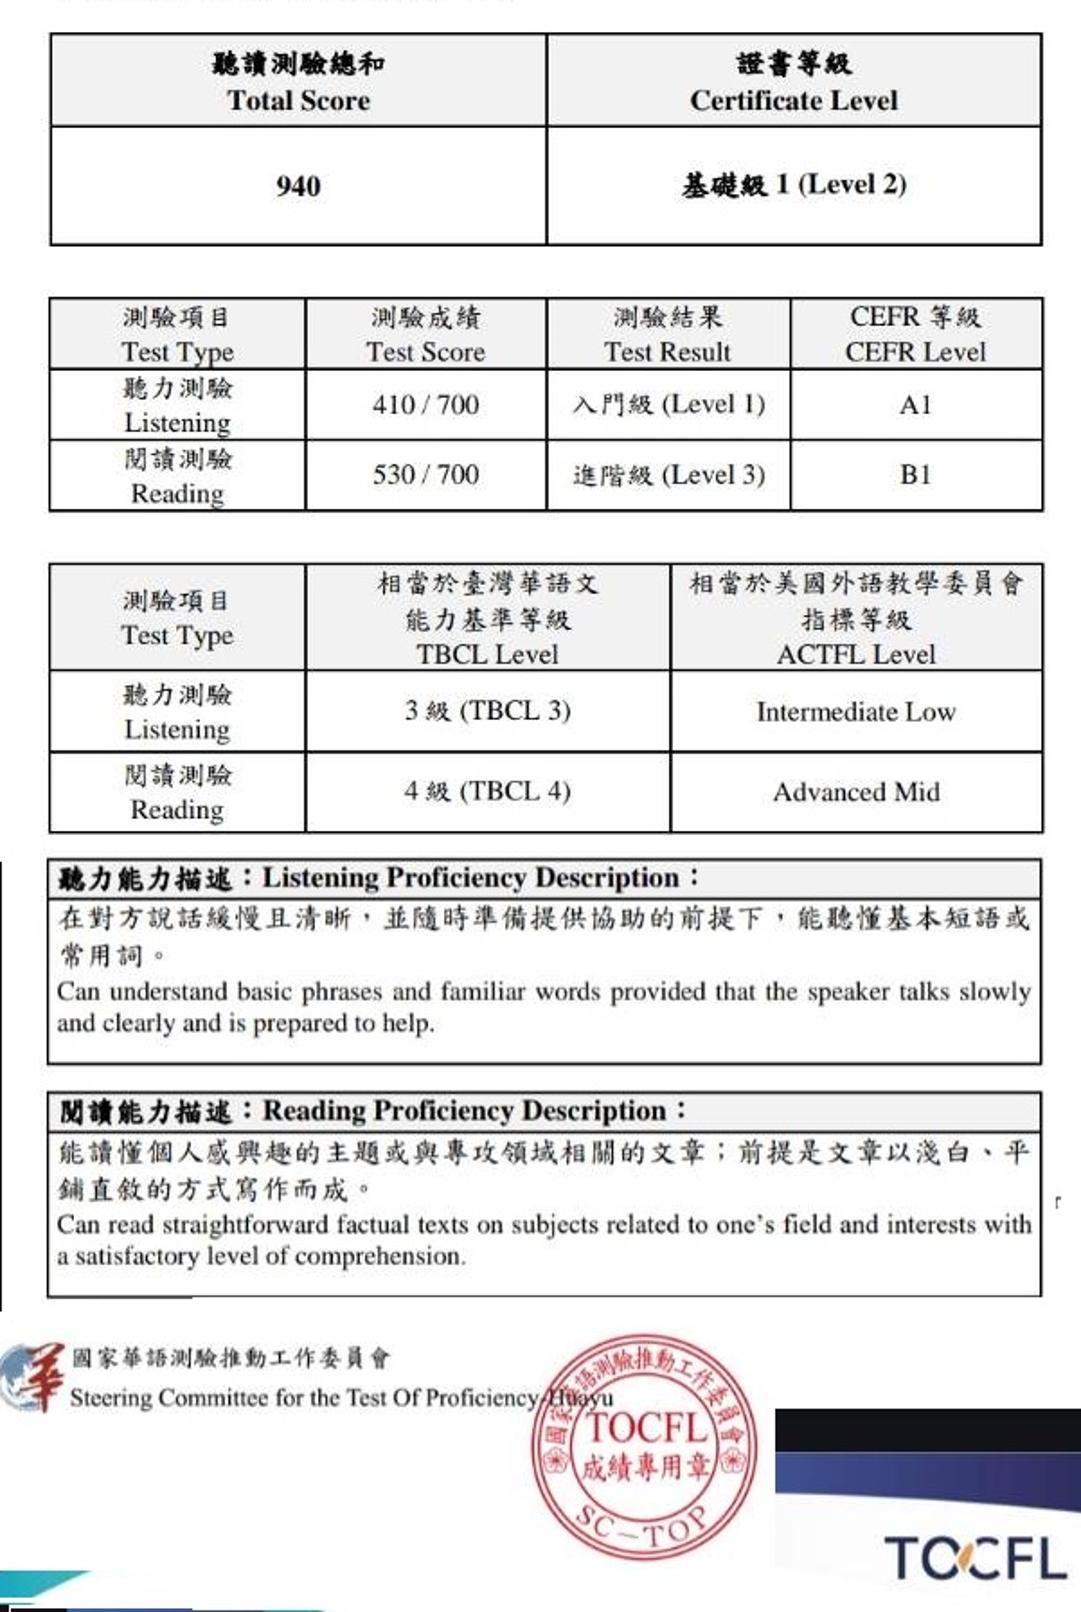 聽讀測驗總和
Total Score
證書等級
Certificate Level
940
基礎級 1 (Level 2)
測驗項目
Test Type
測驗成績
Test Score
測驗結果
Test Result
CEFR 等級
CEFR Level
聽力測驗
Listening
410 / 700
入門級 (Level 1)
A1
閱讀測驗
Reading
530 / 700
進階級 (Level 3)
B1
測驗項目
Test Type
相當於臺灣華語文
能力基準等級
TBCL Level
相當於美國外語教學委員會
指標等級
ACTFL Level
聽力測驗
Listening
3 級 (TBCL 3)
Intermediate Low
閱讀測驗
Reading
4 級 (TBCL 4)
Advanced Mid
聽力能力描述：Listening Proficiency Description：
在對方說話緩慢且清晰，並隨時準備提供協助的前提下，能聽懂基本短語或
常用詞。
Can understand basic phrases and familiar words provided that the speaker talks slowly
and clearly and is prepared to help.
閱讀能力描述：Reading Proficiency Description：
能讀懂個人感興趣的主題或與專攻領域相關的文章；前提是文章以淺白、平
鋪直敘的方式寫作而成。
Can read straightforward factual texts on subjects related to one's field and interests with
a satisfactory level of comprehension.
華
國家華語測驗推動工作委員會
Steering Committee for the Test Of Proficiency-Huayu
國家華語測驗推動工作委員會
TOCFL
成績專用章
SC-TOP
TOCFL